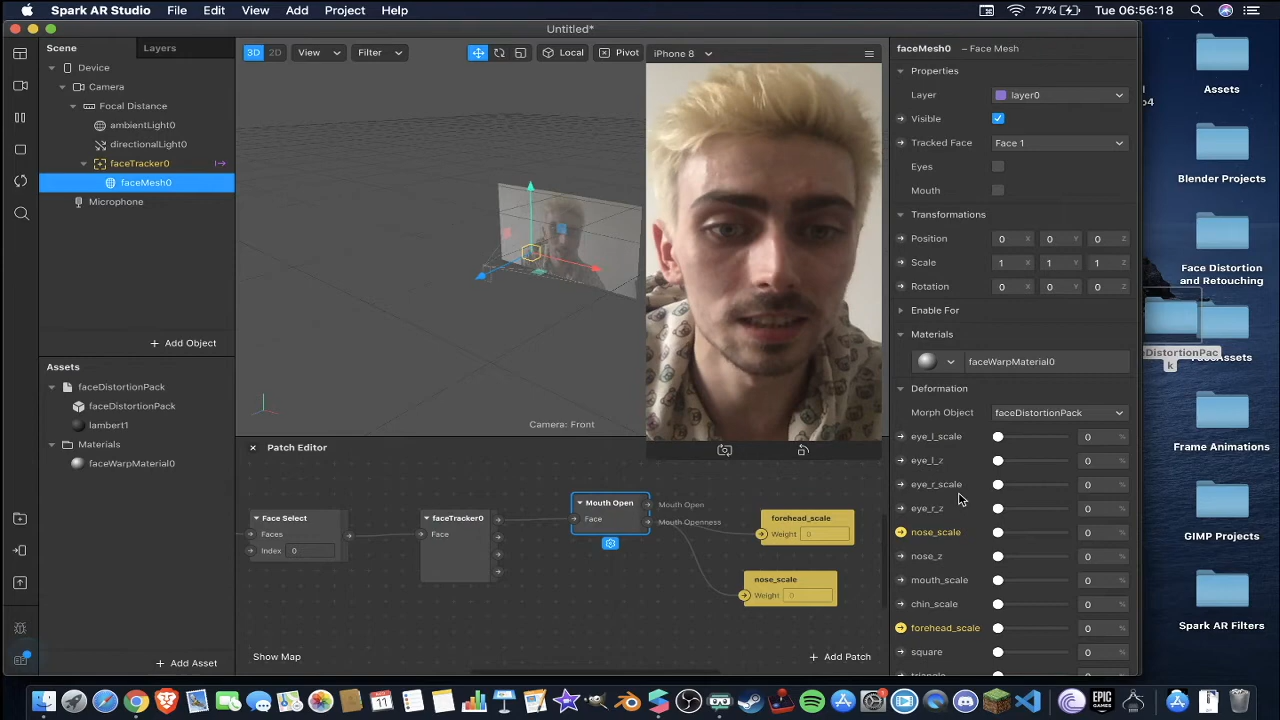 Spark AR Studio File Edit View Add Project Help 77% Tue 06:56:18
Untitled*
Scene Layers
Device
Camera
Focal Distance
ambientLight0
directionalLight0
faceTracker0
faceMesh0
Microphone
Add Object
Assets
faceDistortionPack
faceDistortionPack
lambert1
Materials
faceWarpMaterial0
Add Asset
3D 2D View Filter Local Pivot
Camera: Front
iPhone 8
Patch Editor
Face Select
Faces
Index 0
faceTracker0
Face
Mouth Open
Face
Mouth Open
Mouth Openness
forehead_scale
Weight 0
nose_scale
Weight 0
Show Map
Add Patch
faceMesh0 – Face Mesh
Properties
Layer layer0
Visible
Tracked Face Face 1
Eyes
Mouth
Transformations
Position 0 X 0 Y 0 Z
Scale 1 X 1 Y 1 Z
Rotation 0 X 0 Y 0 Z
Enable For
Materials
faceWarpMaterial0
Deformation
Morph Object faceDistortionPack
eye_l_scale 0 %
eye_l_z 0 %
eye_r_scale 0 %
eye_r_z 0 %
nose_scale 0 %
nose_z 0 %
mouth_scale 0 %
chin_scale 0 %
forehead_scale 0 %
square 0 %
Assets
Blender Projects
Face Distortion
and Retouching
Frame Animations
GIMP Projects
Spark AR Filters